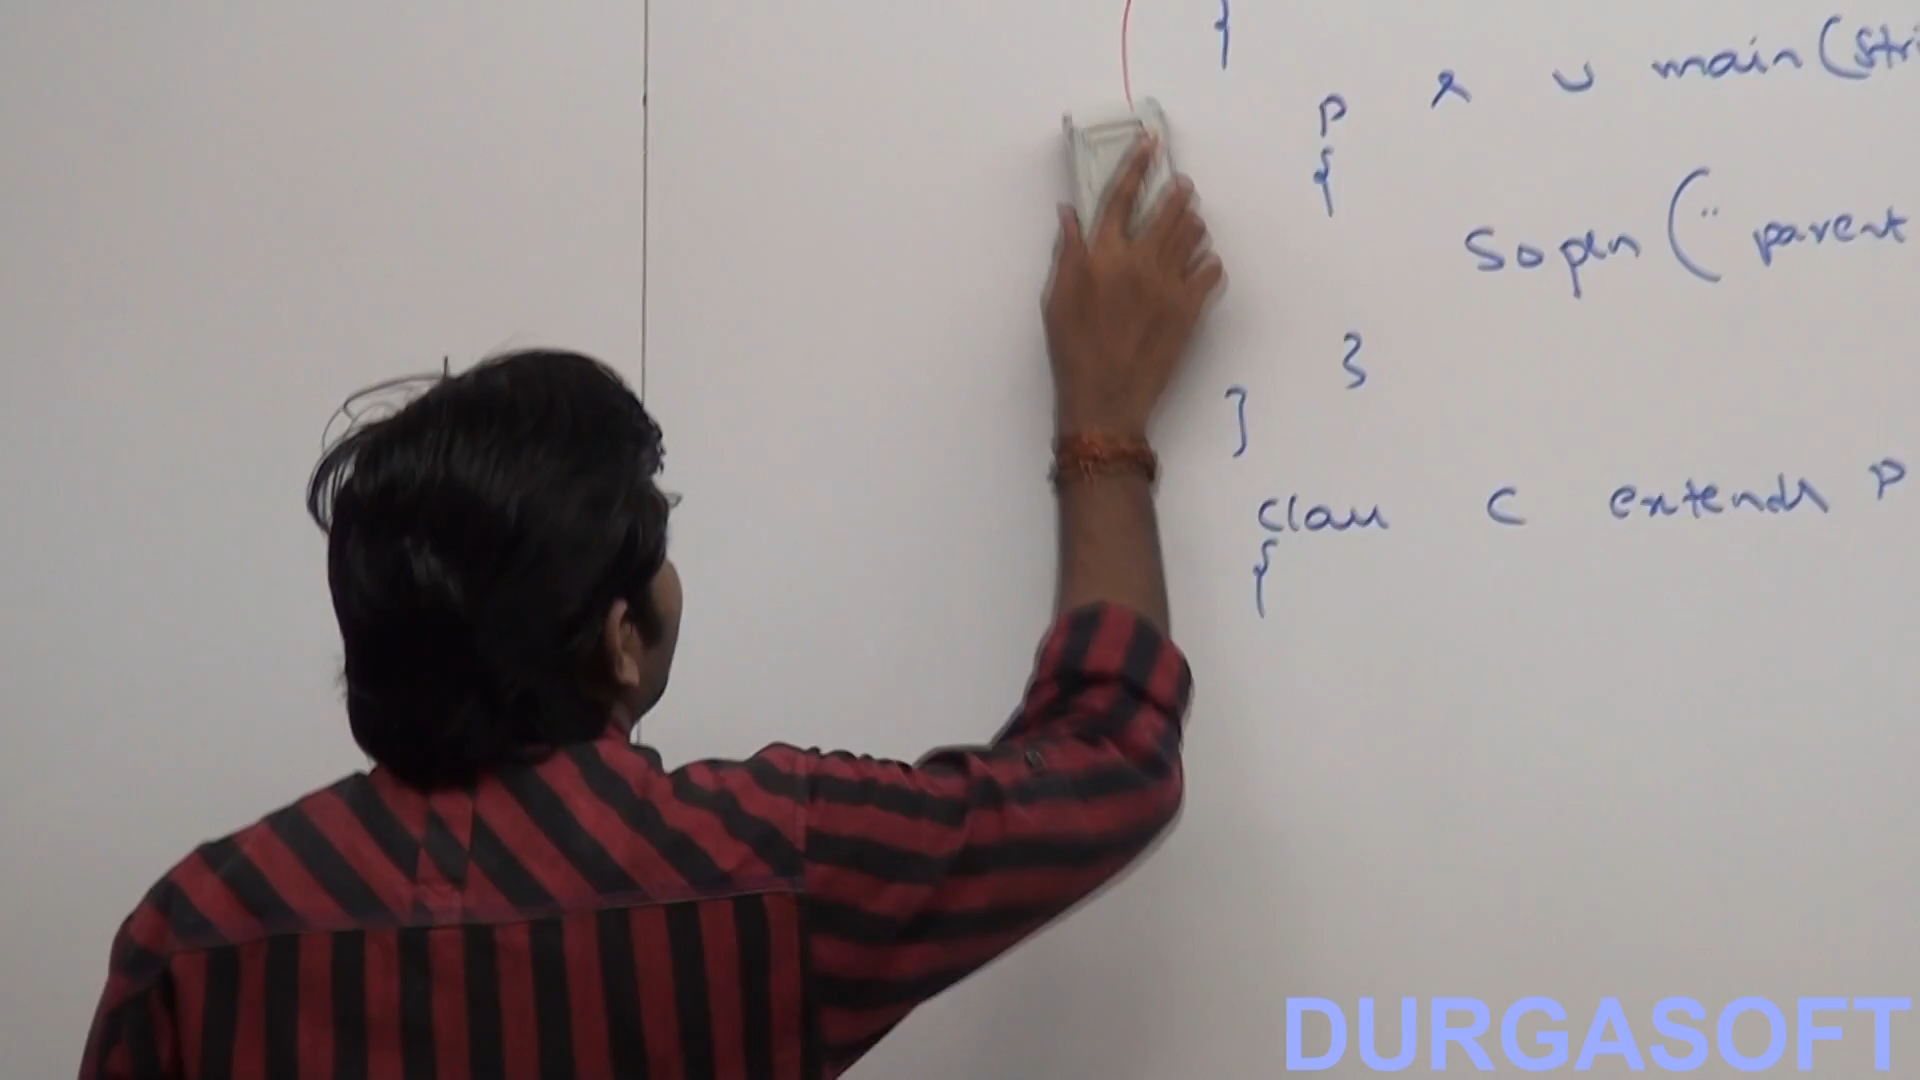 {
p s v main(Stri
{
Sopln ("parent
}
}
class C extends P
{
DURGASOFT